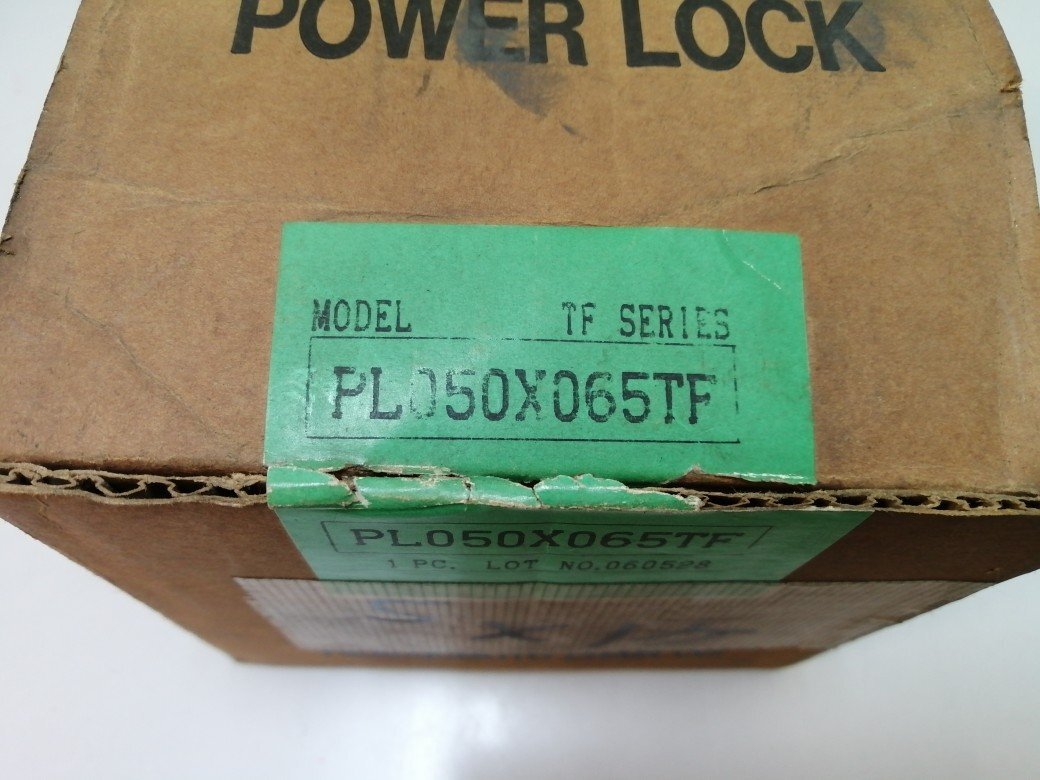 POWER LOCK
MODEL TF SERIES
PL050X065TF
PL050X065TF
1 PC. LOT NO.060528